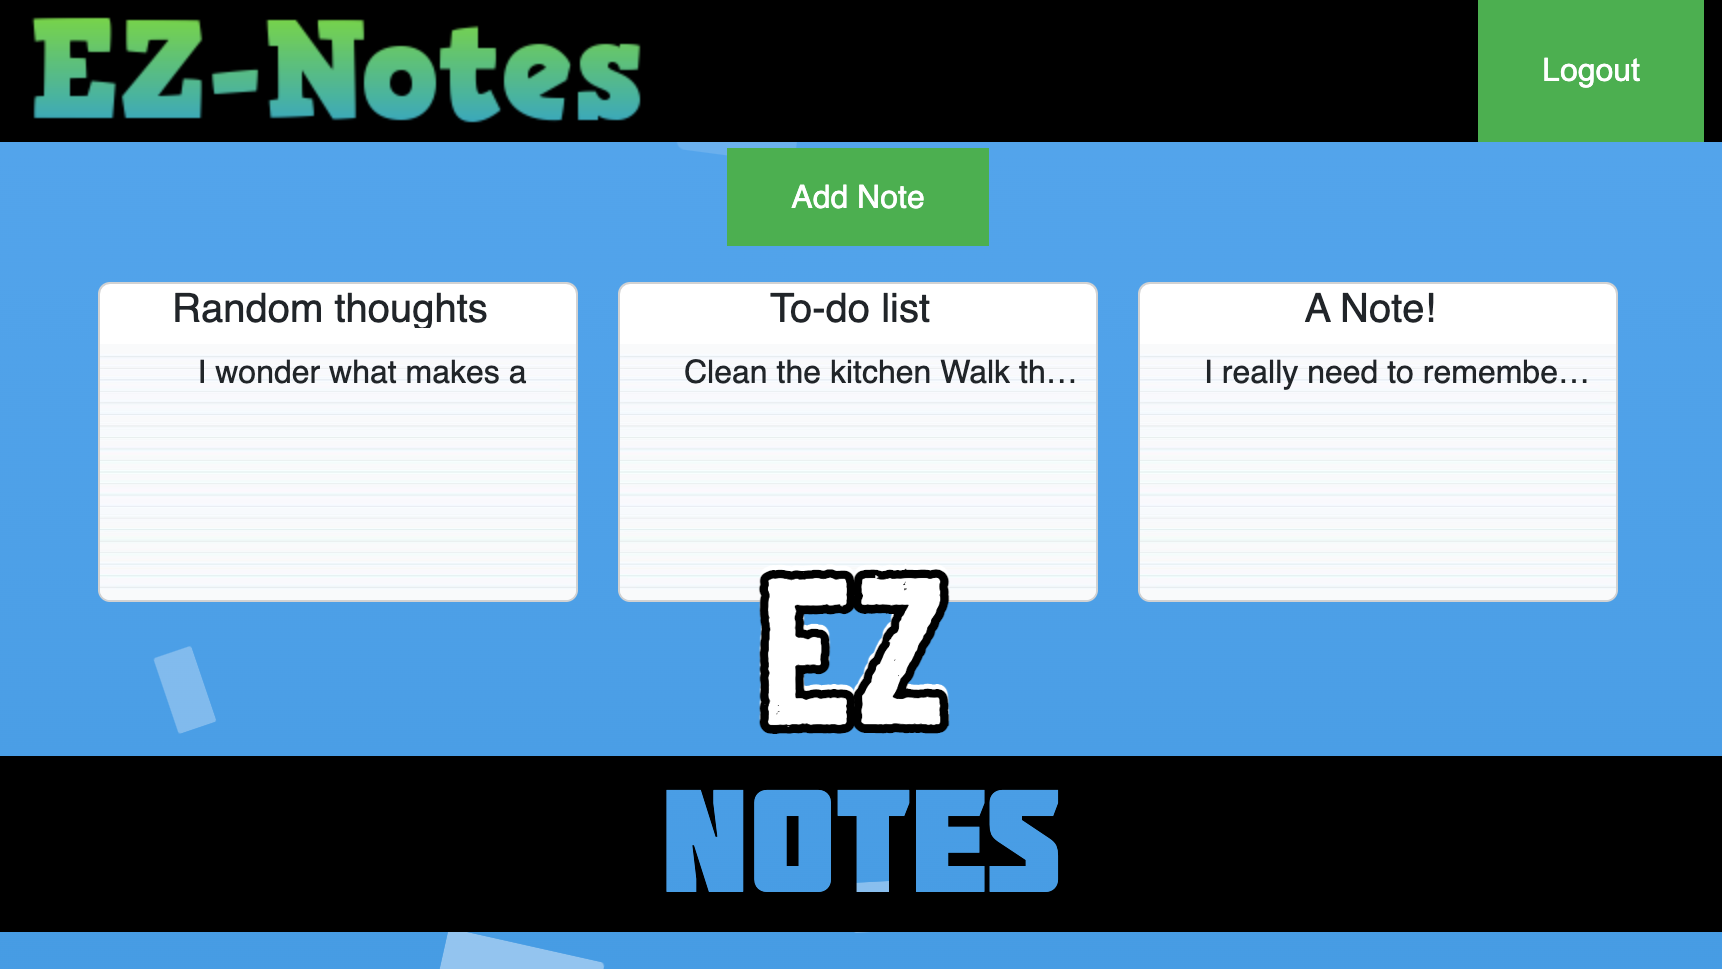 EZ-Notes
Logout
Add Note
Random thoughts
I wonder what makes a
To-do list
Clean the kitchen Walk th...
A Note!
I really need to remembe...
EZ
NOTES